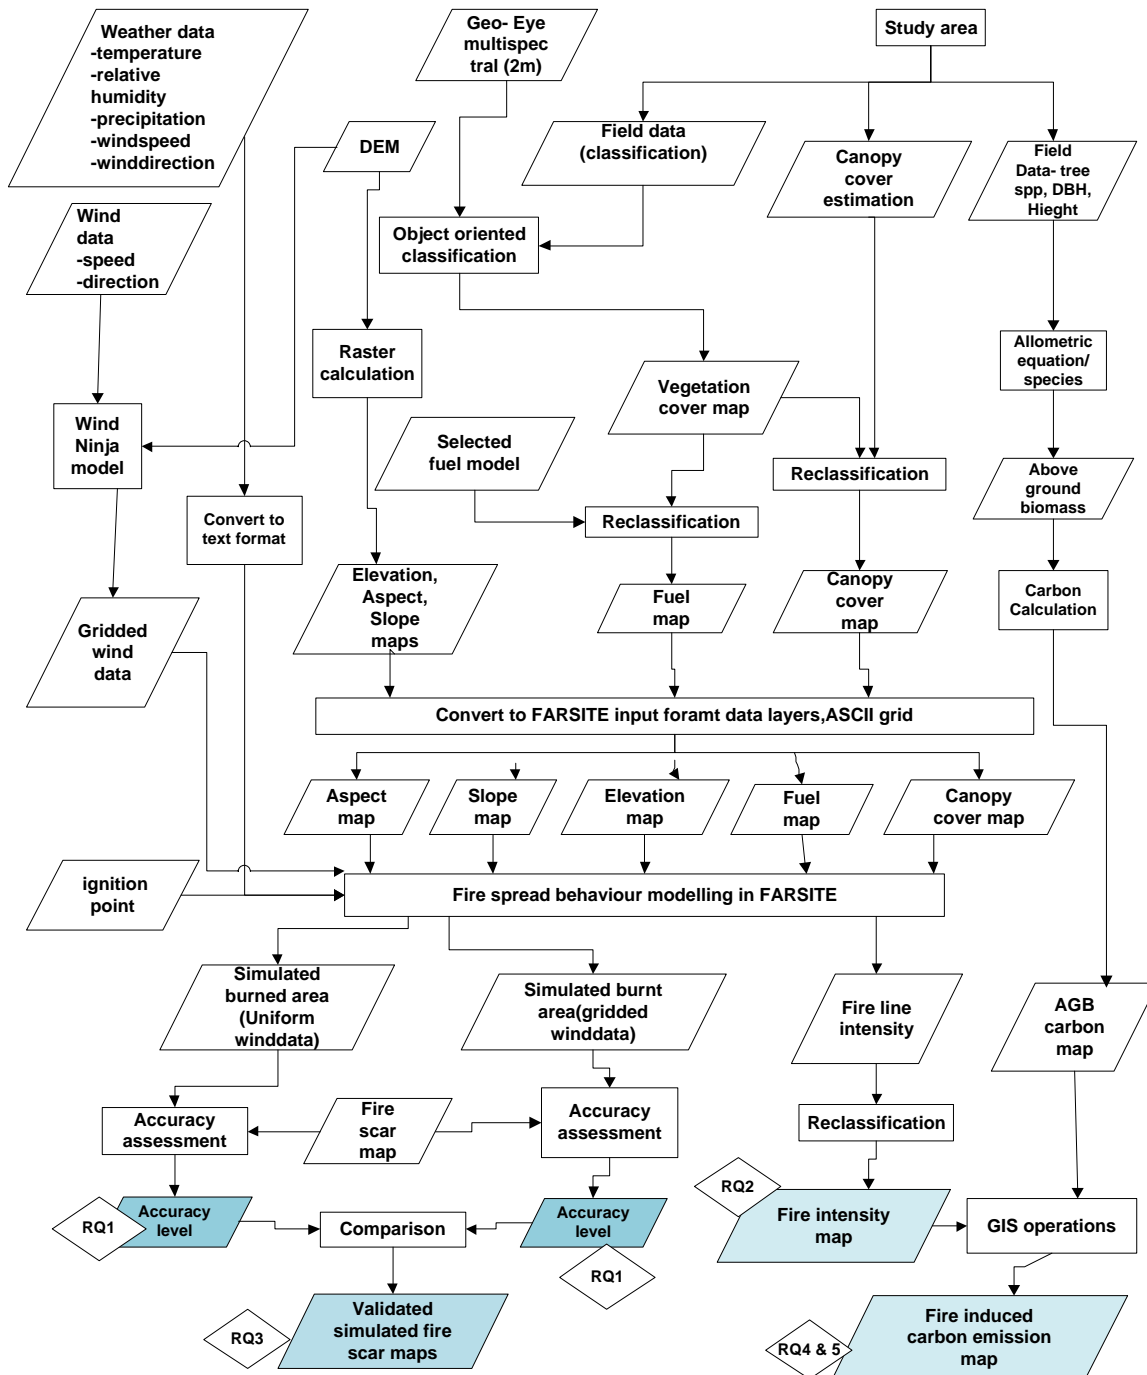 Weather data
-temperature
-relative
humidity
-precipitation
-windspeed
-winddirection
Geo- Eye
multispec
tral (2m)
Study area
DEM
Field data
(classification)
Canopy
cover
estimation
Field
Data- tree
spp, DBH,
Hieght
Wind
data
-speed
-direction
Object oriented
classification
Raster
calculation
Allometric
equation/
species
Vegetation
cover map
Wind
Ninja
model
Selected
fuel model
Reclassification
Above
ground
biomass
Convert to
text format
Reclassification
Elevation,
Aspect,
Slope
maps
Fuel
map
Canopy
cover
map
Carbon
Calculation
Gridded
wind
data
Convert to FARSITE input foramt data layers,ASCII grid
Aspect
map
Slope
map
Elevation
map
Fuel
map
Canopy
cover map
ignition
point
Fire spread behaviour modelling in FARSITE
Simulated
burned area
(Uniform
winddata)
Simulated burnt
area(gridded
winddata)
Fire line
intensity
AGB
carbon
map
Accuracy
assessment
Fire
scar
map
Accuracy
assessment
Reclassification
RQ1
Accuracy
level
Comparison
Accuracy
level
RQ1
RQ2
Fire intensity
map
GIS operations
RQ3
Validated
simulated fire
scar maps
RQ4 & 5
Fire induced
carbon emission
map